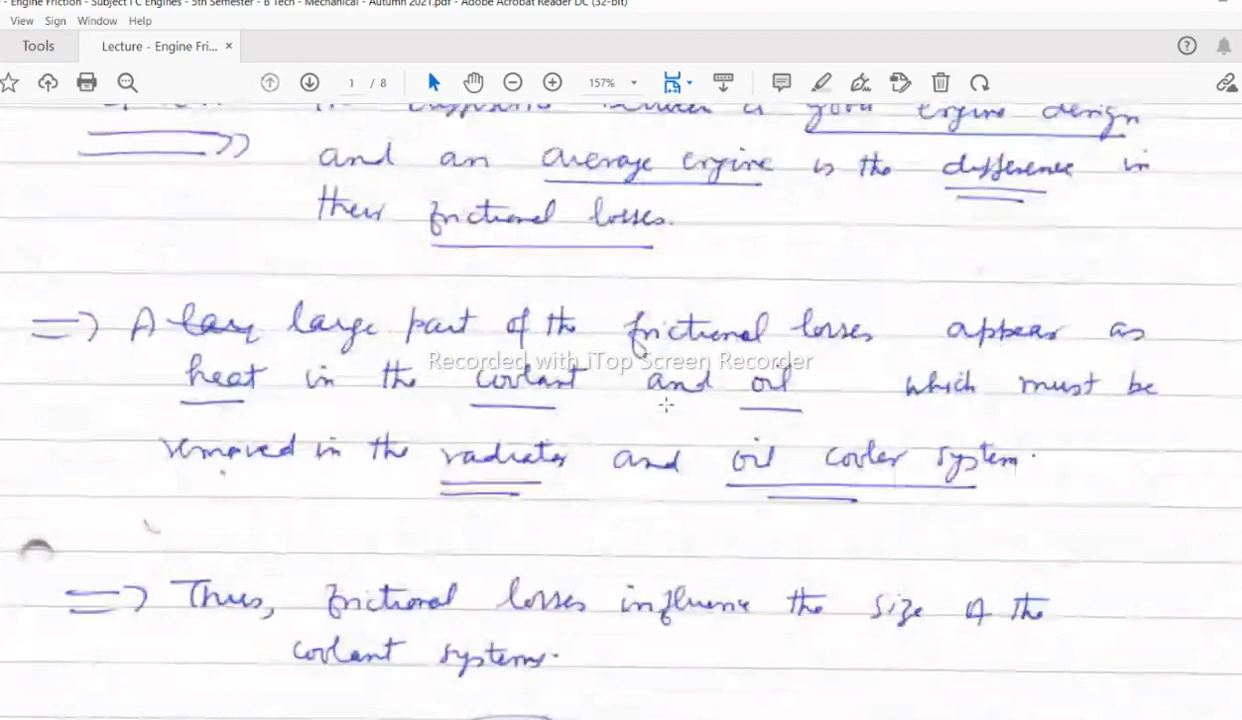 - Engine Friction - Subject I C Engines - 5th Semester - B Tech - Mechanical - Autumn 2021.pdf - Adobe Acrobat Reader DC (32-bit)
View Sign Window Help
Tools Lecture - Engine Fri... ×
1 / 8 157%
good engine design
and an average engine is the difference in
their frictional losses.
=> A large part of the frictional losses appear as
Recorded with iTop Screen Recorder
heat in the coolant and oil which must be
removed in the radiator and oil cooler system.
=> Thus, frictional losses influence the size of the
coolant systems.